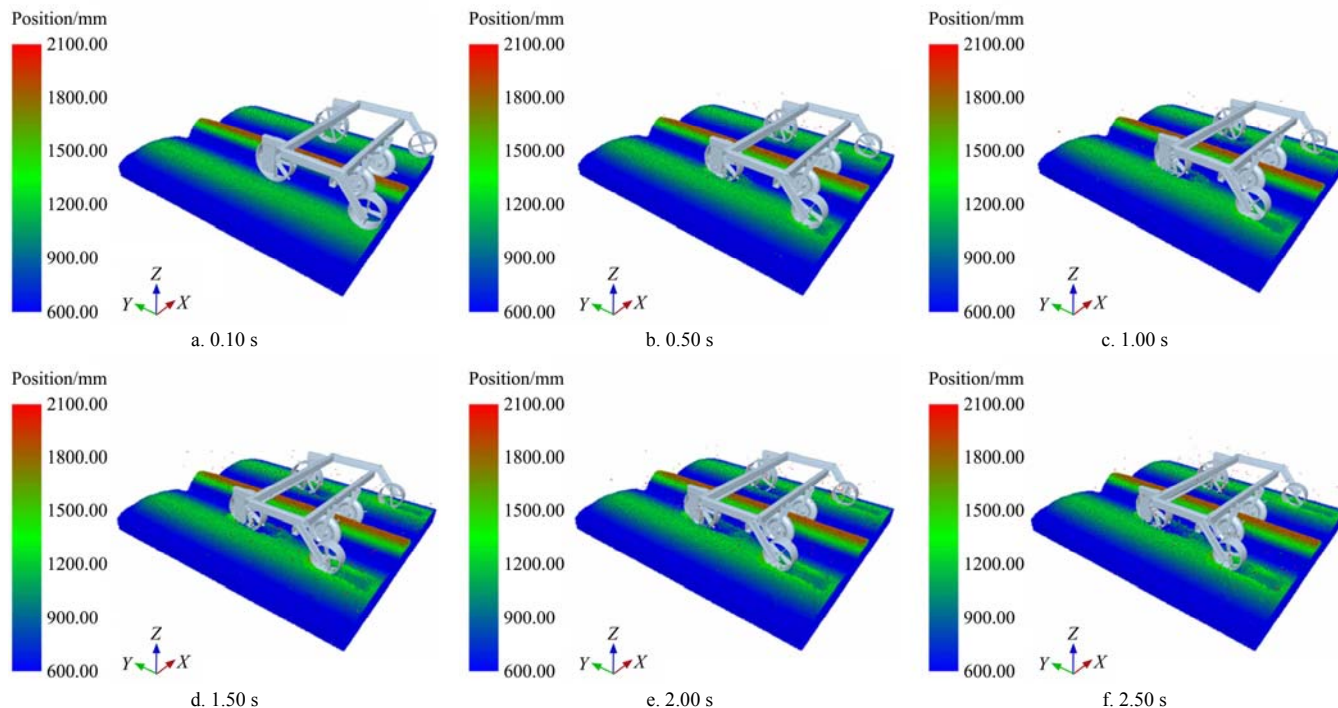 Position/mm
2100.00
1800.00
1500.00
1200.00
900.00
600.00
Z
Y
X
a. 0.10 s
Position/mm
2100.00
1800.00
1500.00
1200.00
900.00
600.00
Z
Y
X
b. 0.50 s
Position/mm
2100.00
1800.00
1500.00
1200.00
900.00
600.00
Z
Y
X
c. 1.00 s
Position/mm
2100.00
1800.00
1500.00
1200.00
900.00
600.00
Z
Y
X
d. 1.50 s
Position/mm
2100.00
1800.00
1500.00
1200.00
900.00
600.00
Z
Y
X
e. 2.00 s
Position/mm
2100.00
1800.00
1500.00
1200.00
900.00
600.00
Z
Y
X
f. 2.50 s